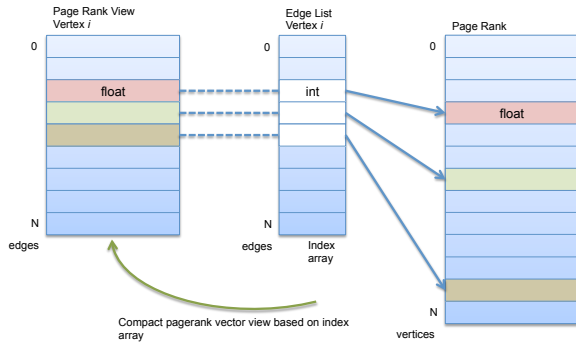 Page Rank View
Vertex i
Edge List
Vertex i
Page Rank
0
0
0
float
int
float
N
edges
N
edges
Index
array
N
vertices
Compact pagerank vector view based on index
array